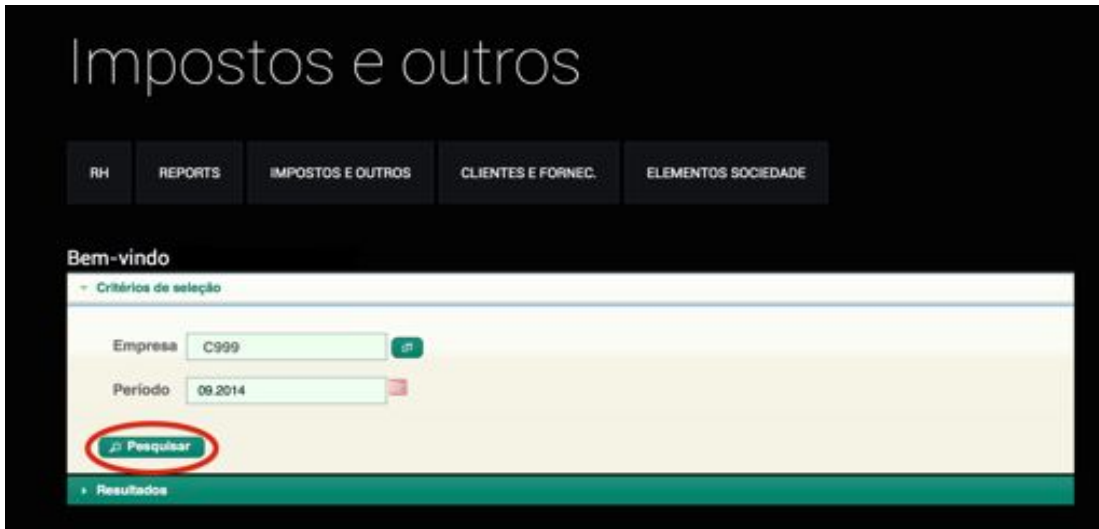 Impostos e outros
RH REPORTS IMPOSTOS E OUTROS CLIENTES E FORNEC. ELEMENTOS SOCIEDADE
Bem-vindo
Critérios de seleção
Empresa C999
Período 09.2014
Pesquisar
Resultados